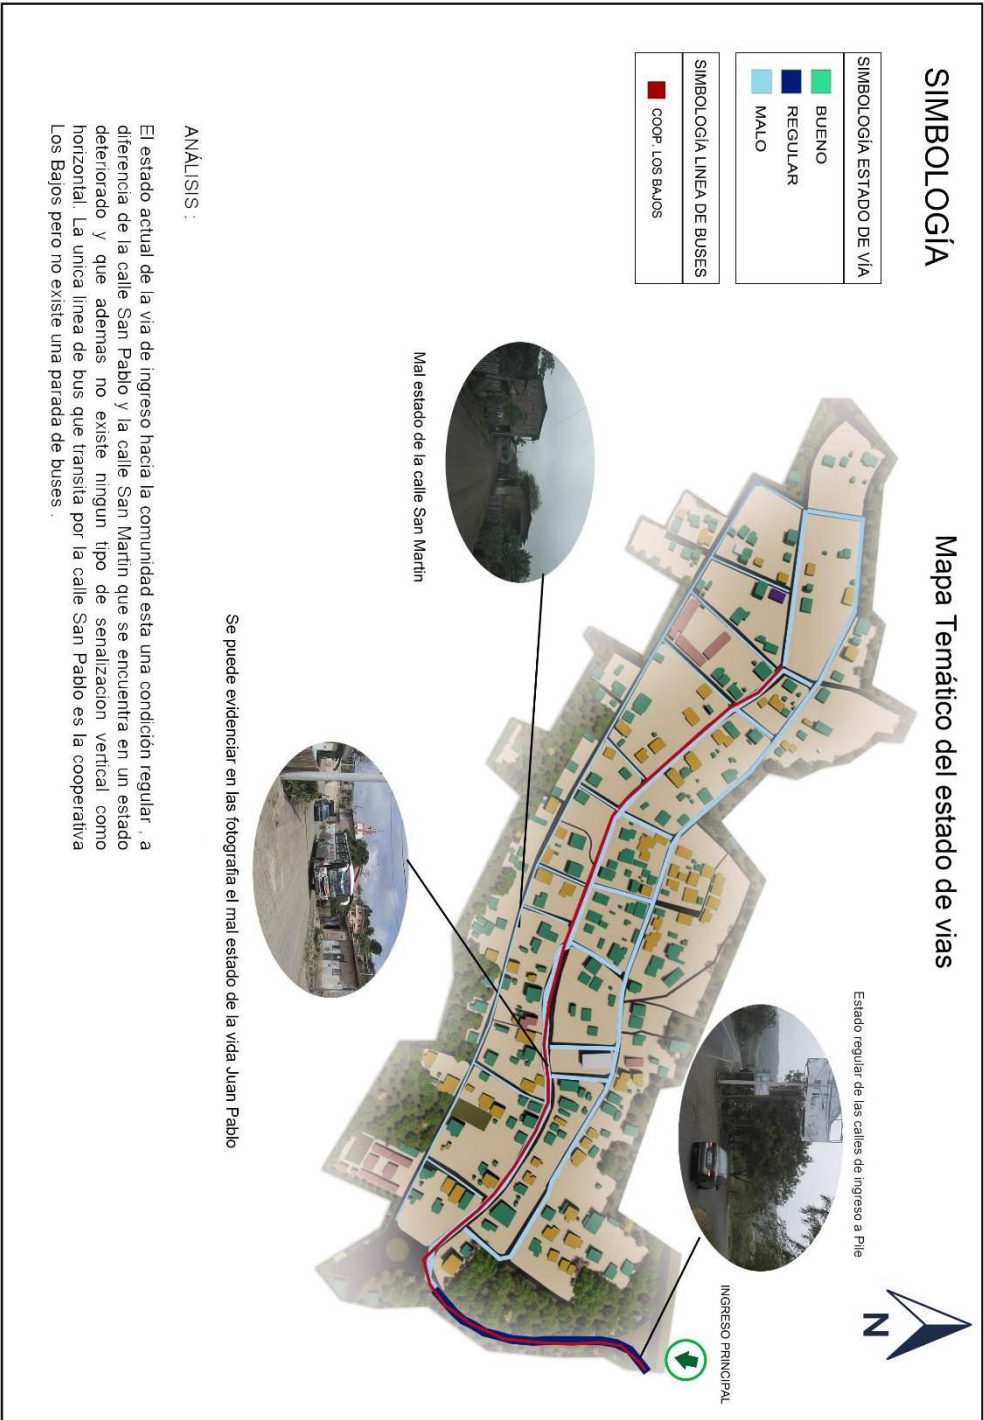 SIMBOLOGÍA
SIMBOLOGÍA ESTADO DE VÍA
BUENO
REGULAR
MALO
SIMBOLOGÍA LINEA DE BUSES
COOP. LOS BAJOS
Mapa Temático del estado de vias
Estado regular de las calles de ingreso a Pile
INGRESO PRINCIPAL
N
Mal estado de la calle San Martin
Se puede evidenciar en las fotografia el mal estado de la vida Juan Pablo
ANÁLISIS :
El estado actual de la via de ingreso hacia la comunidad esta una condición regular , a
diferencia de la calle San Pablo y la calle San Martin que se encuentra en un estado
deteriorado y que ademas no existe ningun tipo de senalizacion vertical como
horizontal. La unica linea de bus que transita por la calle San Pablo es la cooperativa
Los Bajos pero no existe una parada de buses .